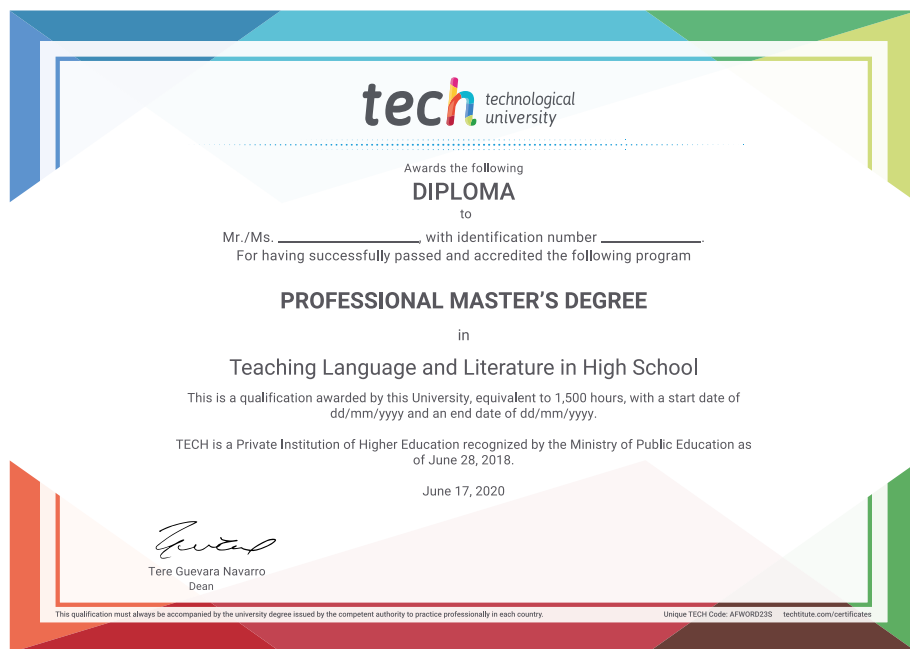 tech technological
university
Awards the following
DIPLOMA
to
Mr./Ms. ________________, with identification number ____________.
For having successfully passed and accredited the following program
PROFESSIONAL MASTER’S DEGREE
in
Teaching Language and Literature in High School
This is a qualification awarded by this University, equivalent to 1,500 hours, with a start date of
dd/mm/yyyy and an end date of dd/mm/yyyy.
TECH is a Private Institution of Higher Education recognized by the Ministry of Public Education as
of June 28, 2018.
June 17, 2020
Tere Guevara Navarro
Dean
This qualification must always be accompanied by the university degree issued by the competent authority to practice professionally in each country. Unique TECH Code: AFWORD23S techtitute.com/certificates